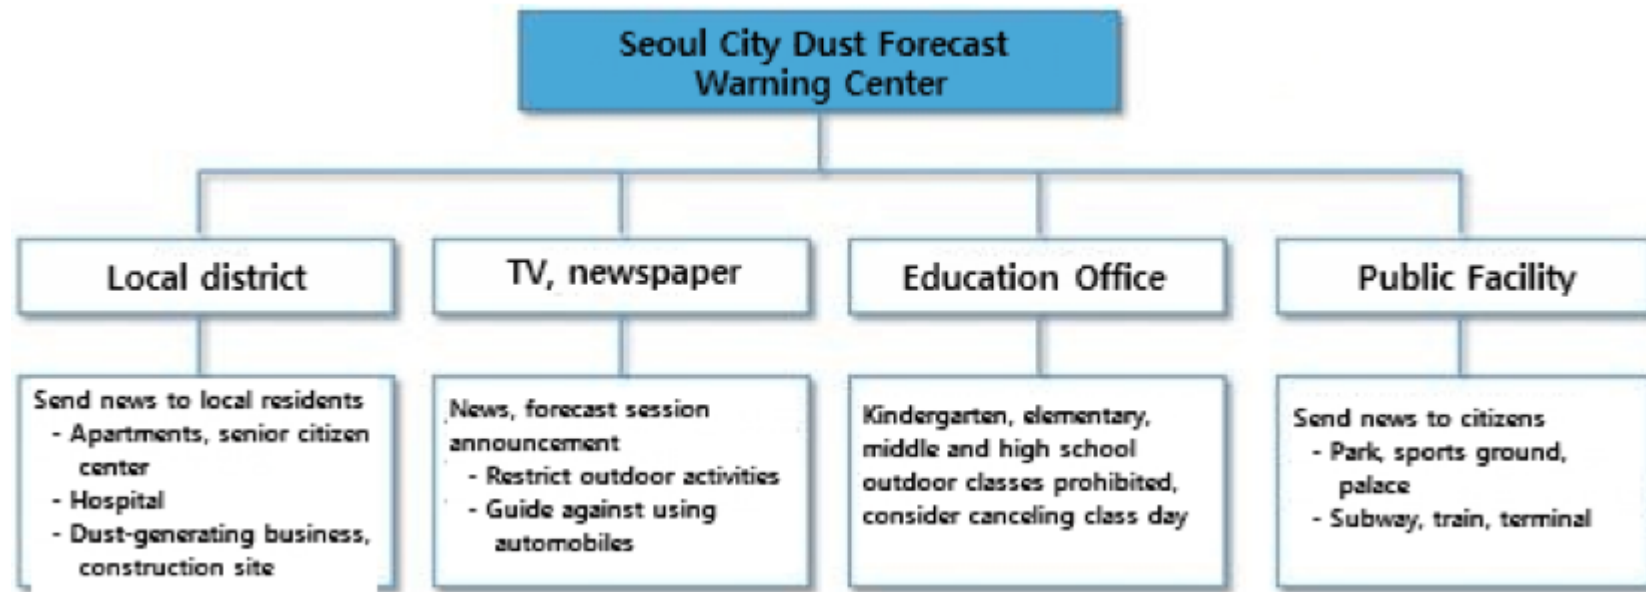 Seoul City Dust Forecast
Warning Center
Local district
TV, newspaper
Education Office
Public Facility
Send news to local residents
- Apartments, senior citizen
center
- Hospital
- Dust-generating business,
construction site
News, forecast session
announcement
- Restrict outdoor activities
- Guide against using
automobiles
Kindergarten, elementary,
middle and high school
outdoor classes prohibited,
consider canceling class day
Send news to citizens
- Park, sports ground,
palace
- Subway, train, terminal